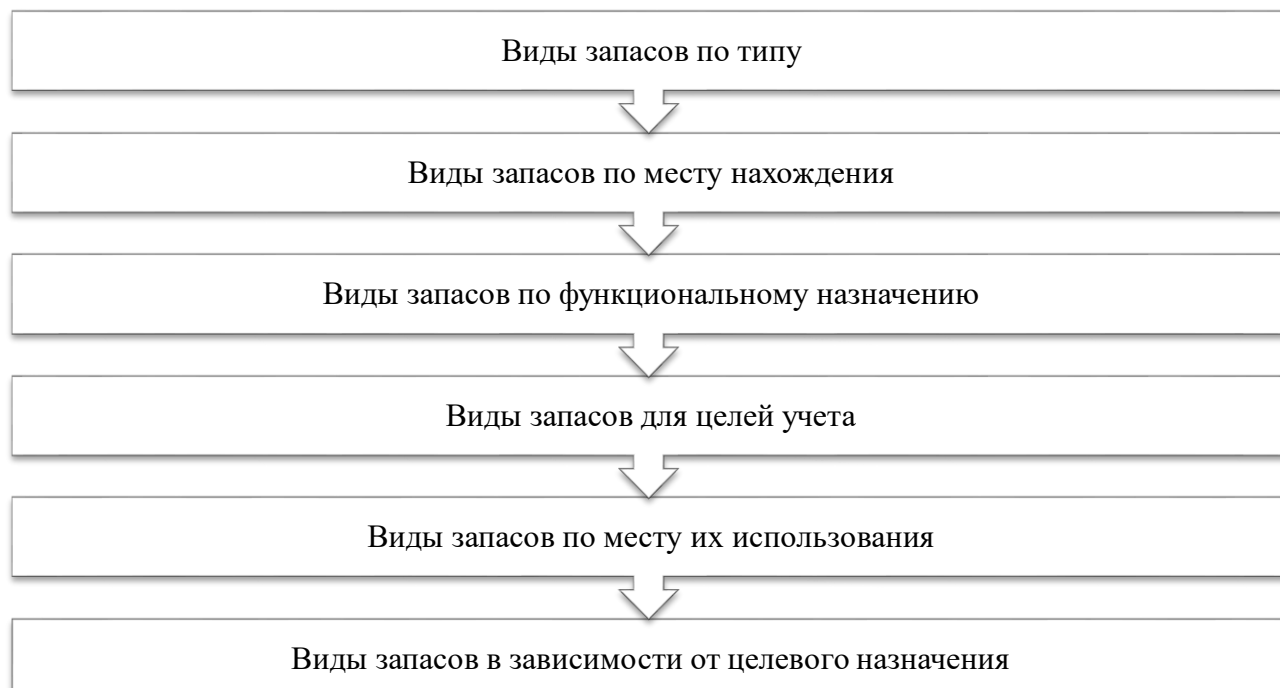 Виды запасов по типу
Виды запасов по месту нахождения
Виды запасов по функциональному назначению
Виды запасов для целей учета
Виды запасов по месту их использования
Виды запасов в зависимости от целевого назначения